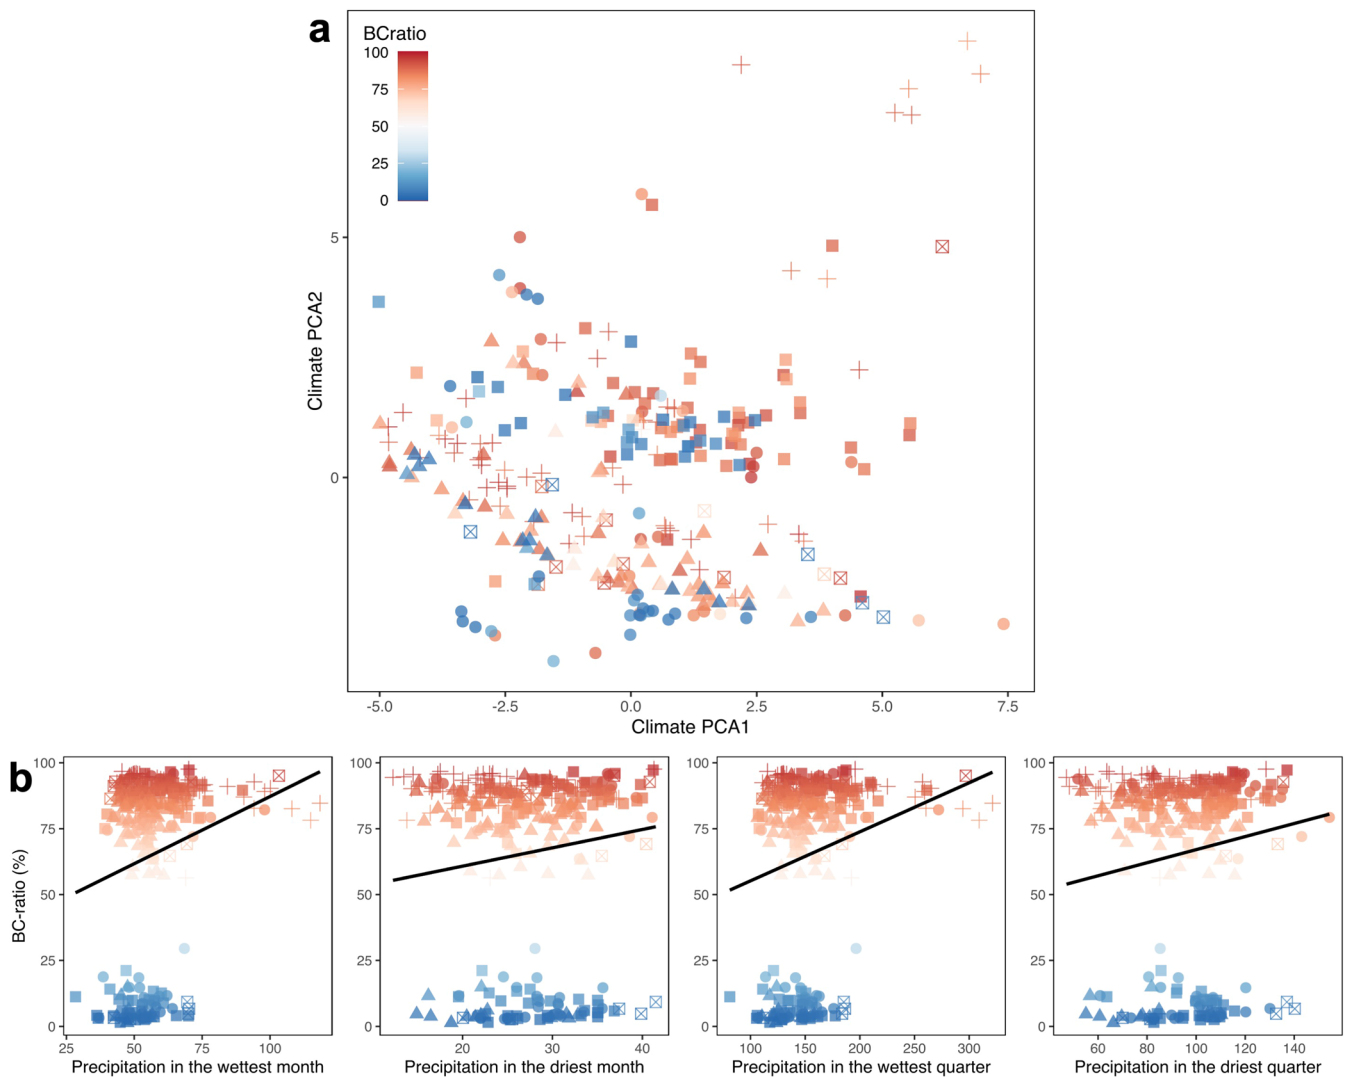 a
BCratio
100
75
50
25
0
5
0
Climate PCA2
-5.0 -2.5 0.0 2.5 5.0 7.5
Climate PCA1
b
BC-ratio (%)
100
75
50
25
0
25 50 75 100
Precipitation in the wettest month
100
75
50
25
0
20 30 40
Precipitation in the driest month
100
75
50
25
0
100 150 200 250 300
Precipitation in the wettest quarter
100
75
50
25
0
60 80 100 120 140
Precipitation in the driest quarter